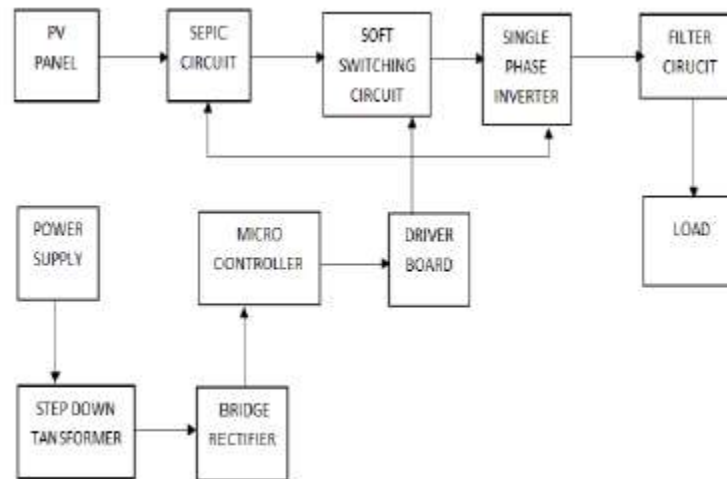 PV
PANEL
SEPIC
CIRCUIT
SOFT
SWITCHING
CIRCUIT
SINGLE
PHASE
INVERTER
FILTER
CIRUCIT
POWER
SUPPLY
MICRO
CONTROLLER
DRIVER
BOARD
LOAD
STEP DOWN
TANSFORMER
BRIDGE
RECTIFIER